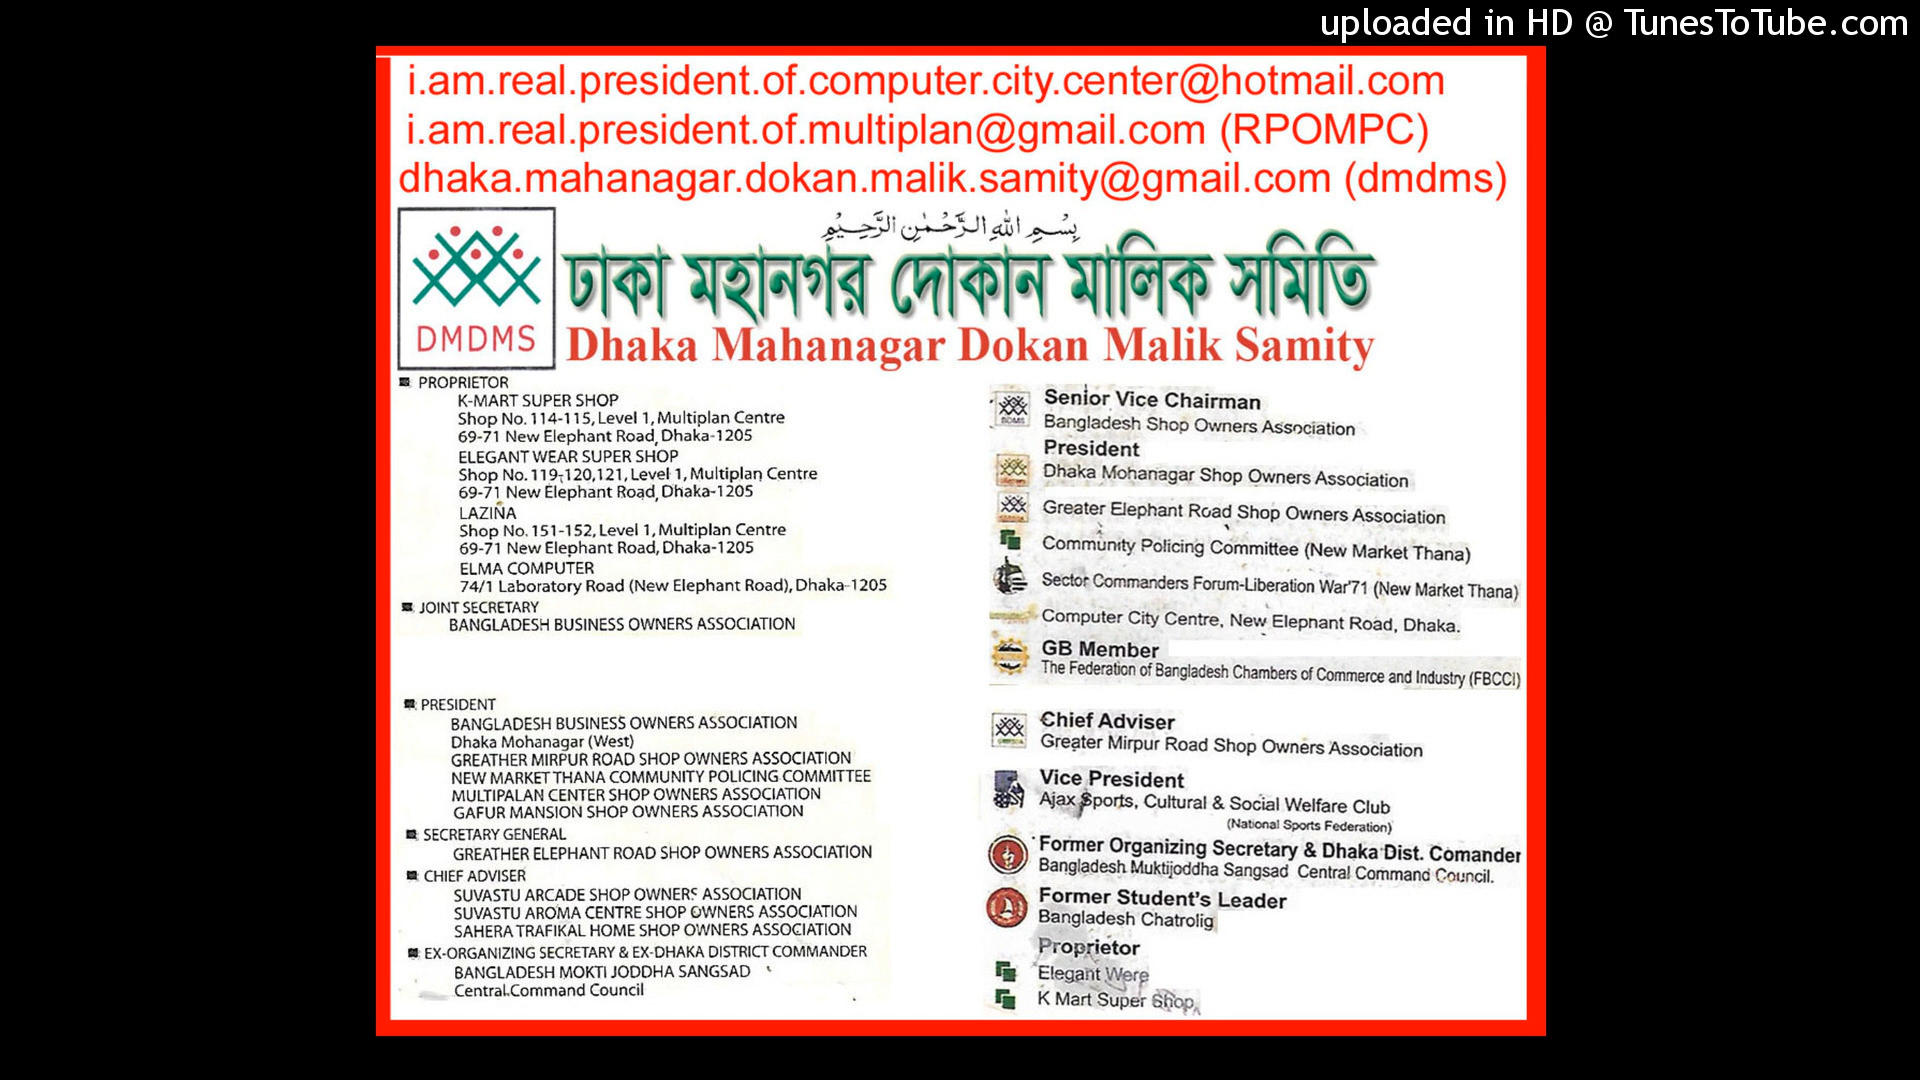 uploaded in HD @ TunesToTube.com
i.am.real.president.of.computer.city.center@hotmail.com
i.am.real.president.of.multiplan@gmail.com (RPOMPC)
dhaka.mahanagar.dokan.malik.samity@gmail.com (dmdms)
بِسْمِ اللهِ الرَّحْمٰنِ الرَّحِيْمِ
ঢাকা মহানগর দোকান মালিক সমিতি
DMDMS
Dhaka Mahanagar Dokan Malik Samity
PROPRIETOR
K-MART SUPER SHOP
Shop No. 114-115, Level 1, Multiplan Centre
69-71 New Elephant Road, Dhaka-1205
ELEGANT WEAR SUPER SHOP
Shop No. 119-120,121, Level 1, Multiplan Centre
69-71 New Elephant Road, Dhaka-1205
LAZINA
Shop No. 151-152, Level 1, Multiplan Centre
69-71 New Elephant Road, Dhaka-1205
ELMA COMPUTER
74/1 Laboratory Road (New Elephant Road), Dhaka-1205
JOINT SECRETARY
BANGLADESH BUSINESS OWNERS ASSOCIATION
PRESIDENT
BANGLADESH BUSINESS OWNERS ASSOCIATION
Dhaka Mohanagar (West)
GREATHER MIRPUR ROAD SHOP OWNERS ASSOCIATION
NEW MARKET THANA COMMUNITY POLICING COMMITTEE
MULTIPALAN CENTER SHOP OWNERS ASSOCIATION
GAFUR MANSION SHOP OWNERS ASSOCIATION
SECRETARY GENERAL
GREATHER ELEPHANT ROAD SHOP OWNERS ASSOCIATION
CHIEF ADVISER
SUVASTU ARCADE SHOP OWNERS ASSOCIATION
SUVASTU AROMA CENTRE SHOP OWNERS ASSOCIATION
SAHERA TRAFIKAL HOME SHOP OWNERS ASSOCIATION
EX-ORGANIZING SECRETARY & EX-DHAKA DISTRICT COMMANDER
BANGLADESH MOKTI JODDHA SANGSAD
Central Command Council
Senior Vice Chairman
Bangladesh Shop Owners Association
President
Dhaka Mohanagar Shop Owners Association
Greater Elephant Road Shop Owners Association
Community Policing Committee (New Market Thana)
Sector Commanders Forum-Liberation War'71 (New Market Thana)
Computer City Centre, New Elephant Road, Dhaka.
GB Member
The Federation of Bangladesh Chambers of Commerce and Industry (FBCCI)
Chief Adviser
Greater Mirpur Road Shop Owners Association
Vice President
Ajax Sports, Cultural & Social Welfare Club
(National Sports Federation)
Former Organizing Secretary & Dhaka Dist. Comander
Bangladesh Muktijoddha Sangsad Central Command Council.
Former Student's Leader
Bangladesh Chatrolig
Proprietor
Elegant Were
K Mart Super Shop